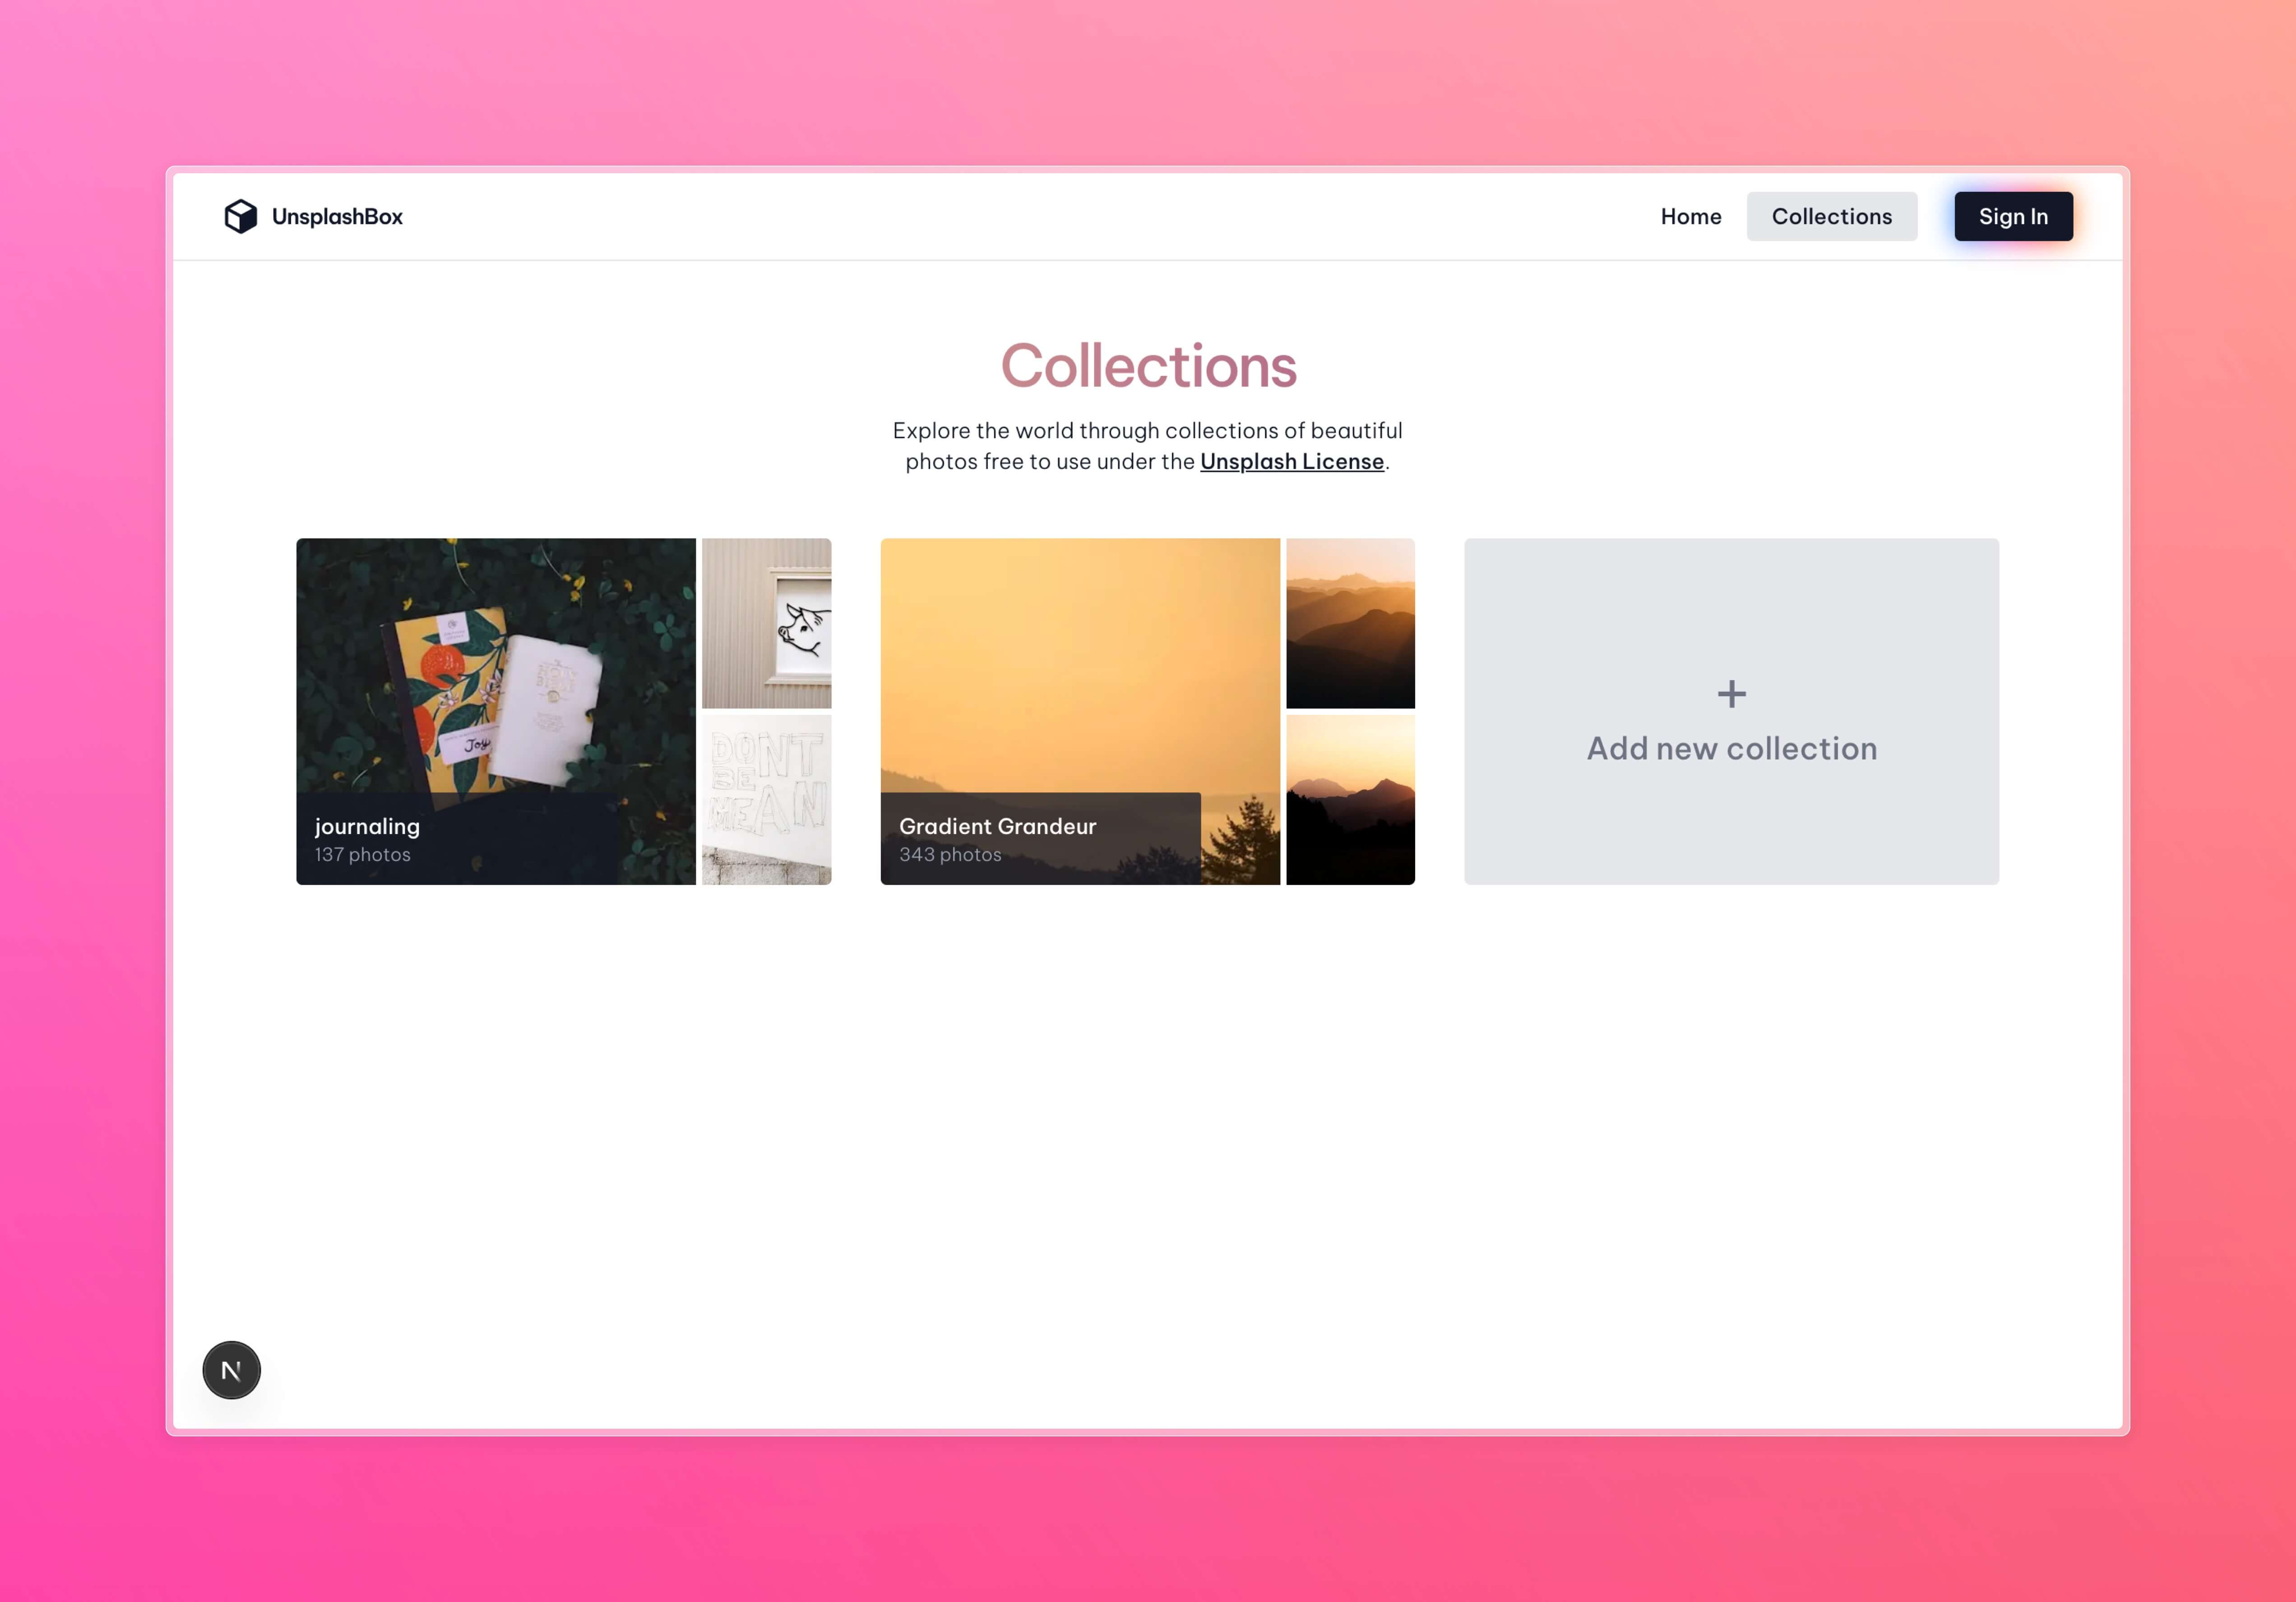 UnsplashBox
Home
Collections
Sign In
Collections
Explore the world through collections of beautiful
photos free to use under the Unsplash License.
Joy
DONT
BE
MEAN
journaling
137 photos
Gradient Grandeur
343 photos
+
Add new collection
N